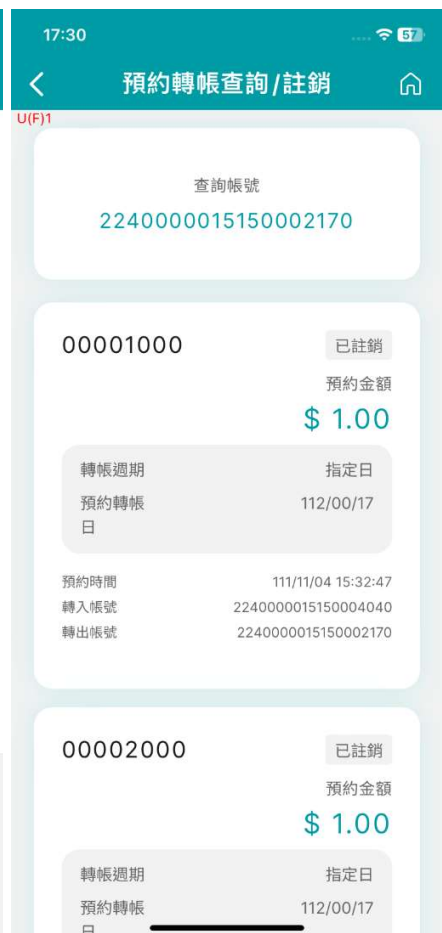 17:30
57
預約轉帳查詢/註銷
U(F)1
查詢帳號
2240000015150002170
00001000 已註銷
預約金額
$ 1.00
轉帳週期 指定日
預約轉帳 112/00/17
日
預約時間 111/11/04 15:32:47
轉入帳號 2240000015150004040
轉出帳號 2240000015150002170
00002000 已註銷
預約金額
$ 1.00
轉帳週期 指定日
預約轉帳 112/00/17
日